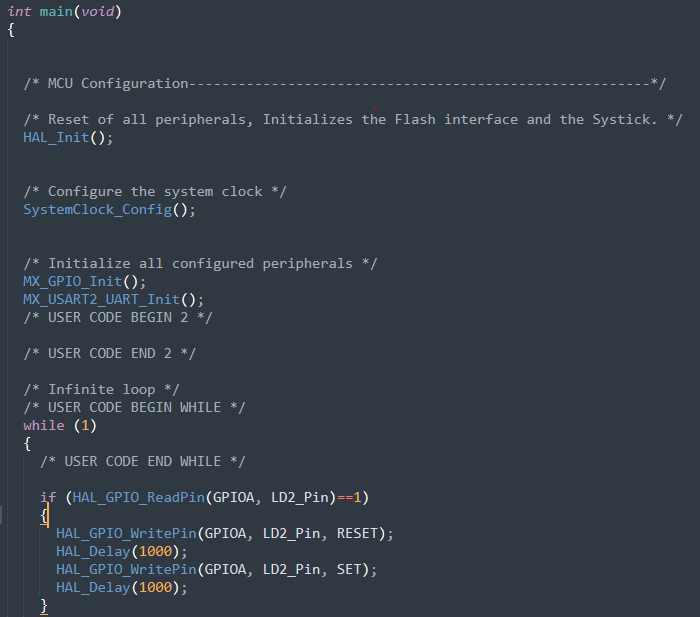 int main(void)
{
/* MCU Configuration--------------------------------------------------------*/
/* Reset of all peripherals, Initializes the Flash interface and the Systick. */
HAL_Init();
/* Configure the system clock */
SystemClock_Config();
/* Initialize all configured peripherals */
MX_GPIO_Init();
MX_USART2_UART_Init();
/* USER CODE BEGIN 2 */
/* USER CODE END 2 */
/* Infinite loop */
/* USER CODE BEGIN WHILE */
while (1)
{
/* USER CODE END WHILE */
if (HAL_GPIO_ReadPin(GPIOA, LD2_Pin)==1)
{
HAL_GPIO_WritePin(GPIOA, LD2_Pin, RESET);
HAL_Delay(1000);
HAL_GPIO_WritePin(GPIOA, LD2_Pin, SET);
HAL_Delay(1000);
}